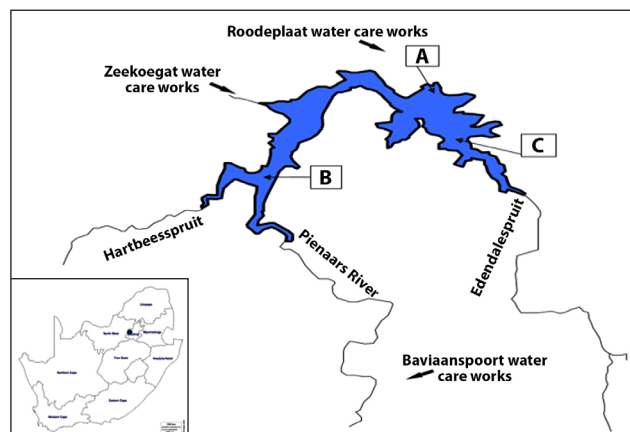 Roodeplaat water care works
A
Zeekoegat water
care works
C
B
Hartbeesspruit
Pienaars River
Edendalespruit
Baviaanspoort water
care works
Limpopo
North West
Mpumalanga
Free State
KwaZulu-Natal
Northern Cape
Eastern Cape
Western Cape